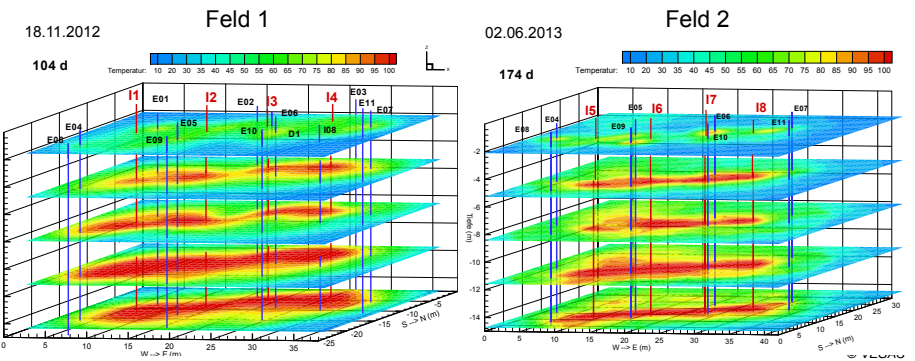 Feld 1
18.11.2012
104 d
Temperatur: 10 20 30 35 40 45 50 55 60 65 70 75 80 85 90 95 100
z
x
I1 E01 I2 E02 I3 E06 I4 E03 E11 E07
E08 E04 E09 E05 E10 D1 I08
0 5 10 15 20 25 30 35
W --> E (m)
-25 -20 -15 -10 -5
S --> N (m)
Feld 2
02.06.2013
174 d
Temperatur: 10 20 30 35 40 45 50 55 60 65 70 75 80 85 90 95 100
E08 E04 I5 E05 I6 I7 E06 I8 E07
E09 E10 E11
-2
-4
-5
-8
-10
-12
-14
Tiefe (m)
0 5 10 15 20 25 30 35 40
W --> E (m)
0 5 10 15 20 25 30
S --> N (m)